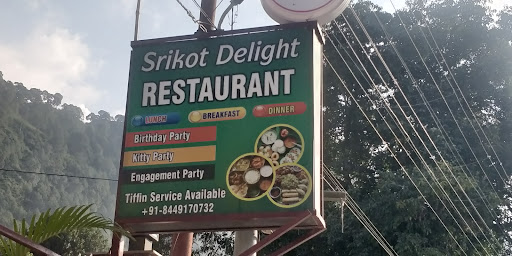 Srikot Delight
RESTAURANT
LUNCH BREAKFAST DINNER
Birthday Party
Kitty Party
Engagement Party
Tiffin Service Available
+91-8449170732